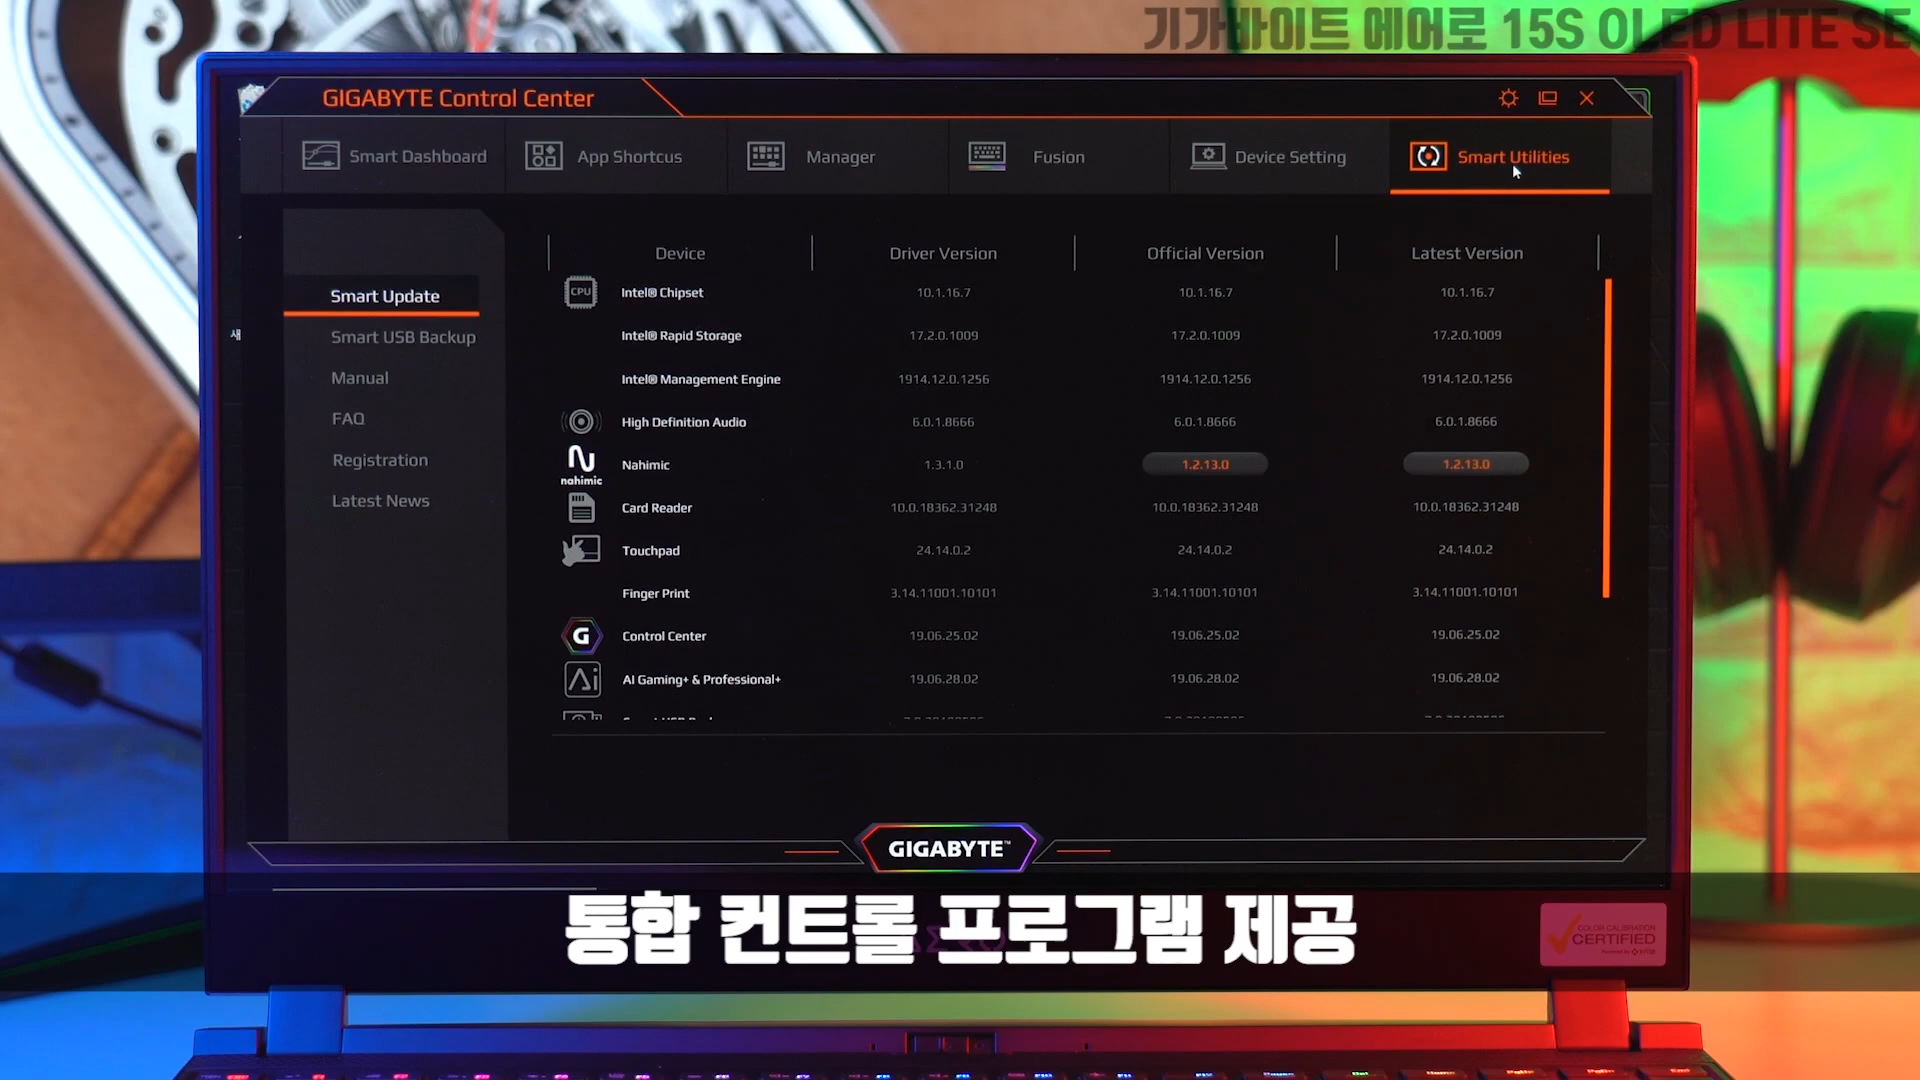 기가바이트 에어로 15S OLED LITE SE
GIGABYTE Control Center
Smart Dashboard
App Shortcus
Manager
Fusion
Device Setting
Smart Utilities
Smart Update
Smart USB Backup
Manual
FAQ
Registration
Latest News
Device Driver Version Official Version Latest Version
CPU Intel® Chipset 10.1.16.7 10.1.16.7 10.1.16.7
Intel® Rapid Storage 17.2.0.1009 17.2.0.1009 17.2.0.1009
Intel® Management Engine 1914.12.0.1256 1914.12.0.1256 1914.12.0.1256
High Definition Audio 6.0.1.8666 6.0.1.8666 6.0.1.8666
Nahimic 1.3.1.0 1.2.13.0 1.2.13.0
nahimic
Card Reader 10.0.18362.31248 10.0.18362.31248 10.0.18362.31248
Touchpad 24.14.0.2 24.14.0.2 24.14.0.2
Finger Print 3.14.11001.10101 3.14.11001.10101 3.14.11001.10101
G Control Center 19.06.25.02 19.06.25.02 19.06.25.02
Ai AI Gaming+ & Professional+ 19.06.28.02 19.06.28.02 19.06.28.02
GIGABYTE™
통합 컨트롤 프로그램 제공
COLOR CALIBRATION
CERTIFIED
새